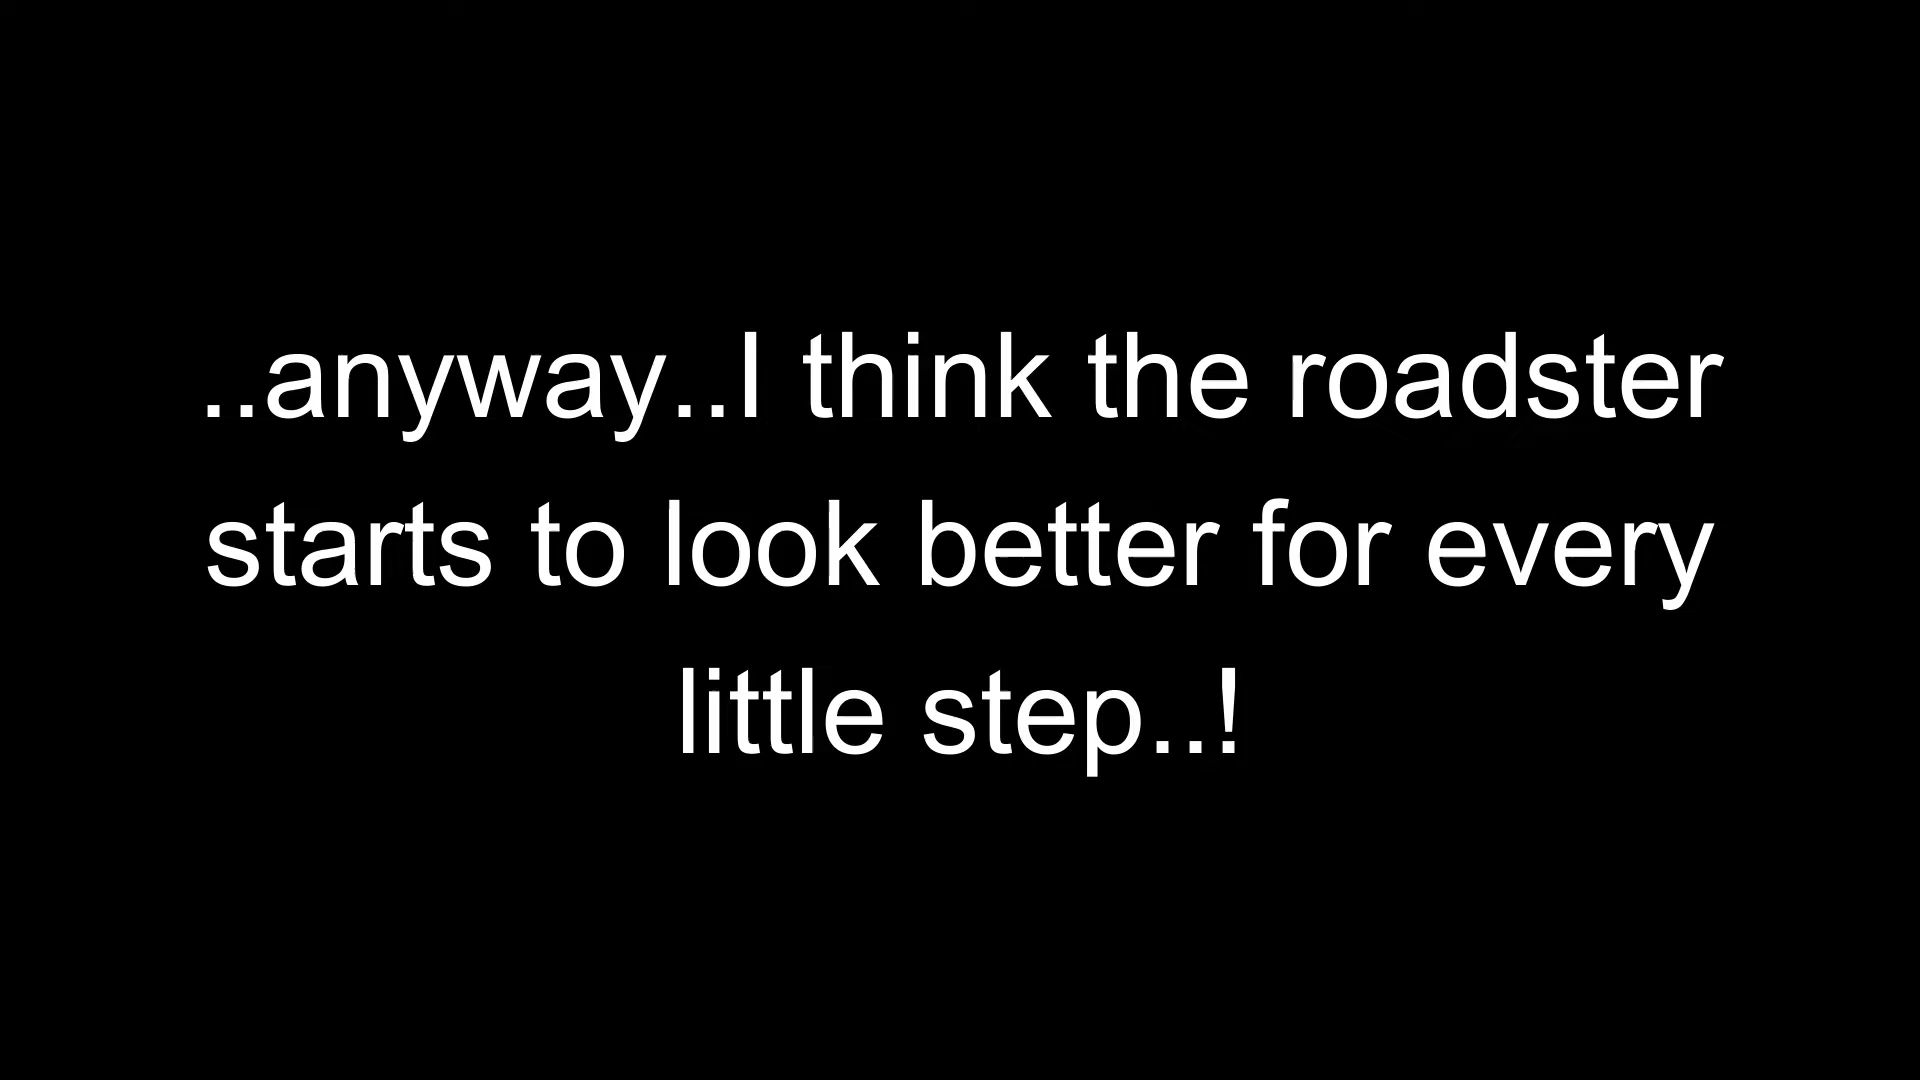 ..anyway..I think the roadster
starts to look better for every
little step..!